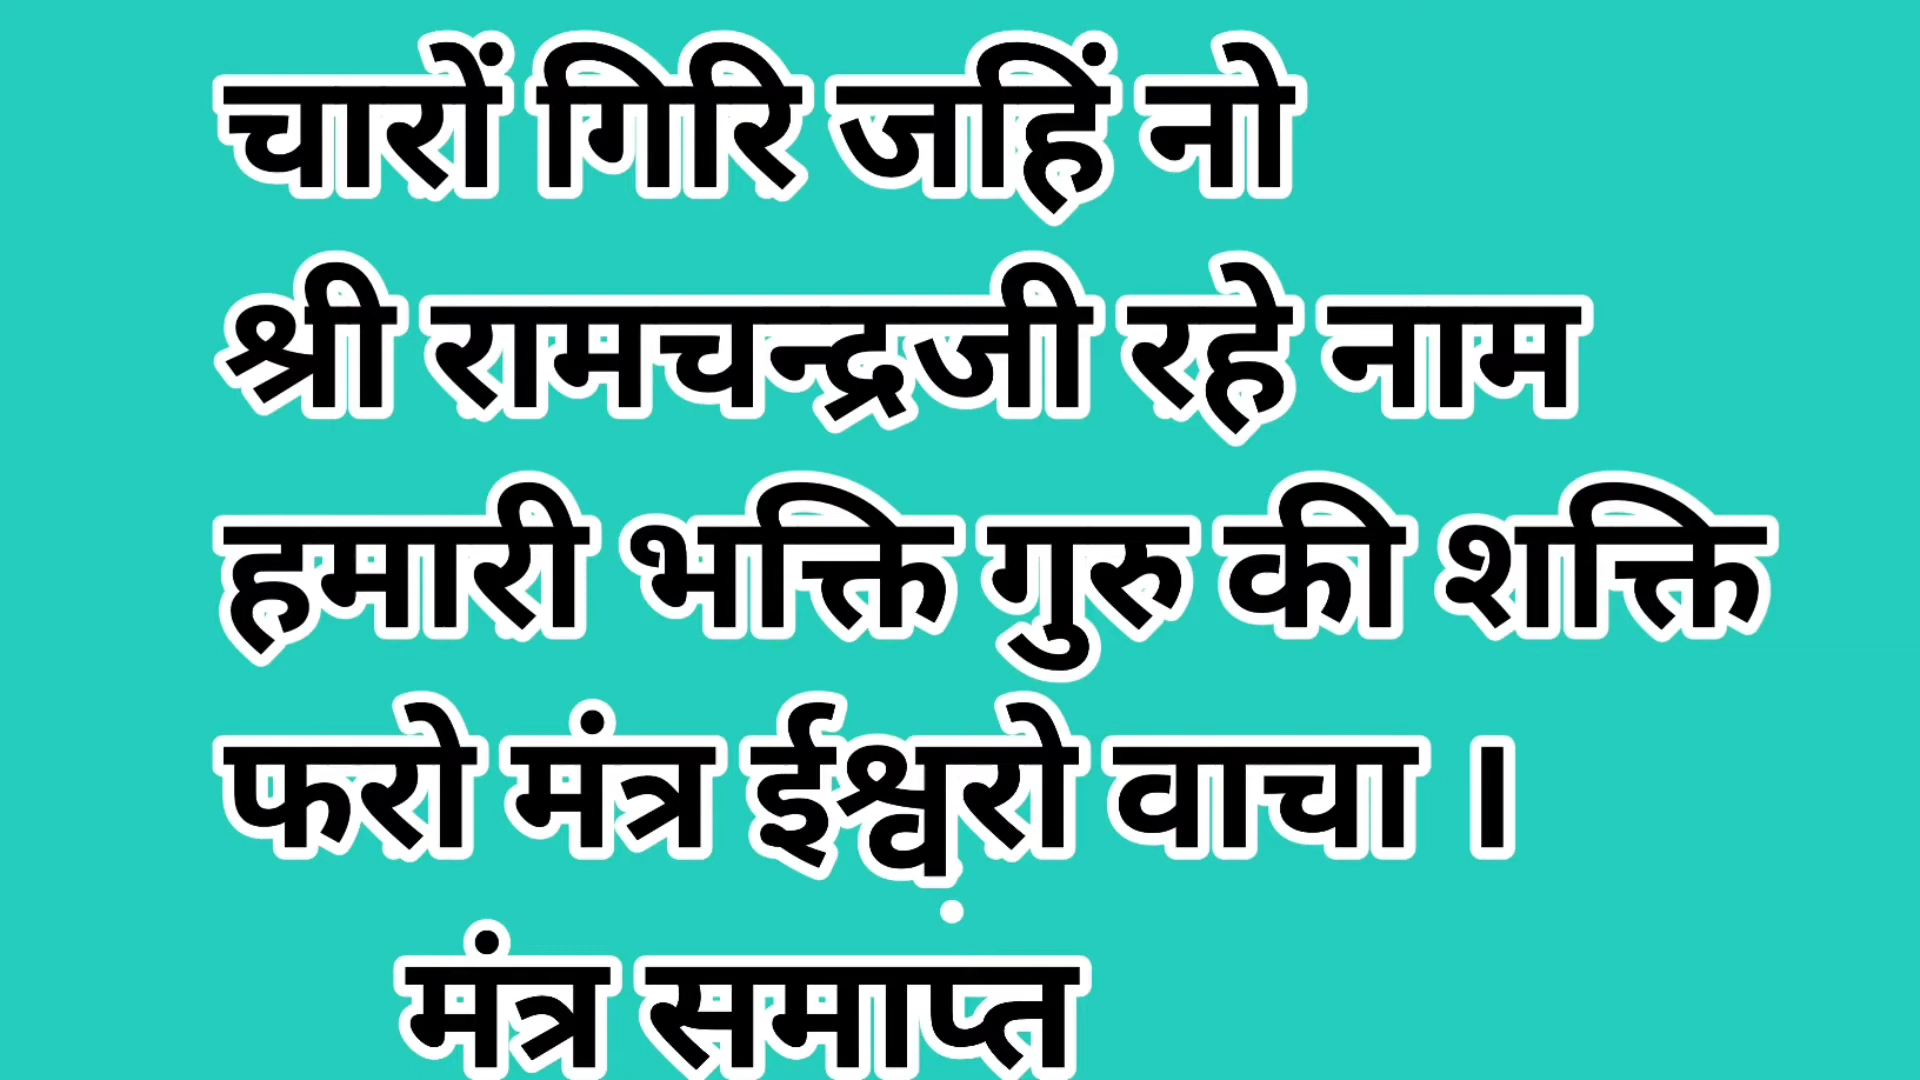 चारों गिरि जहिं नो
श्री रामचन्द्रजी रहे नाम
हमारी भक्ति गुरु की शक्ति
फरो मंत्र ईश्वरो वाचा ।
मंत्र समाप्त